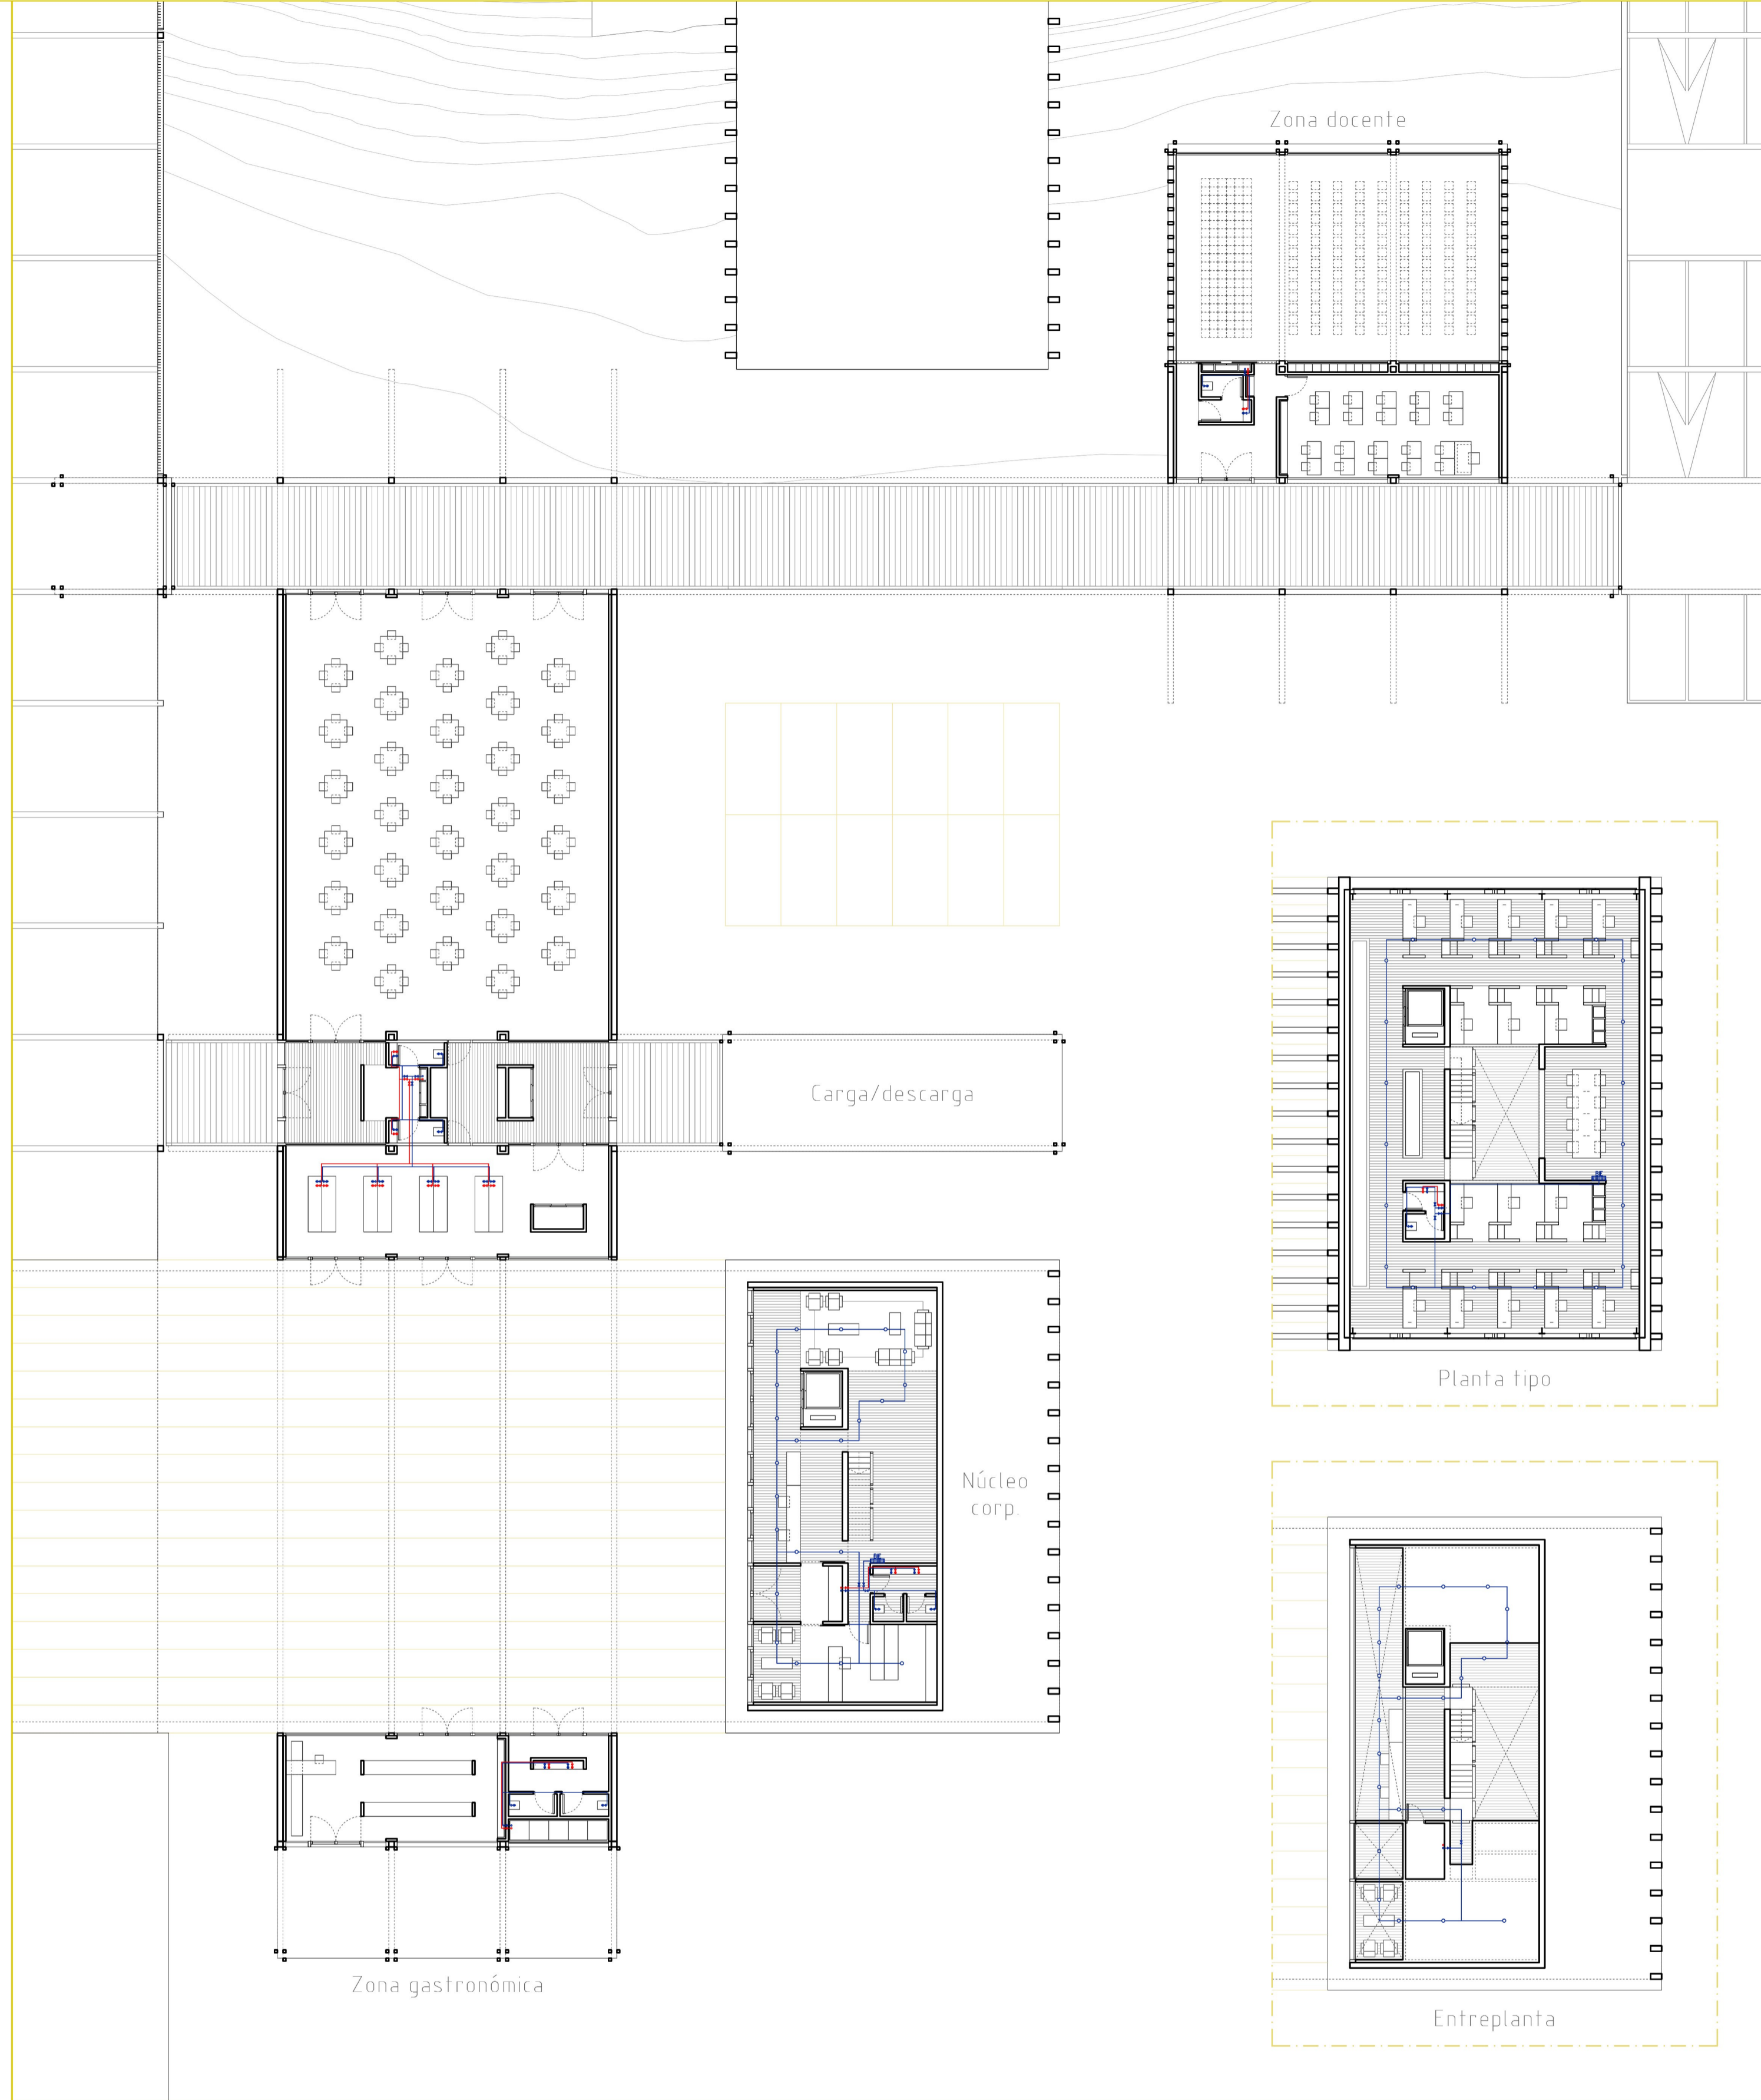 Zona docente
Carga/descarga
Planta tipo
Núcleo
corp.
Zona gastronómica
Entreplanta